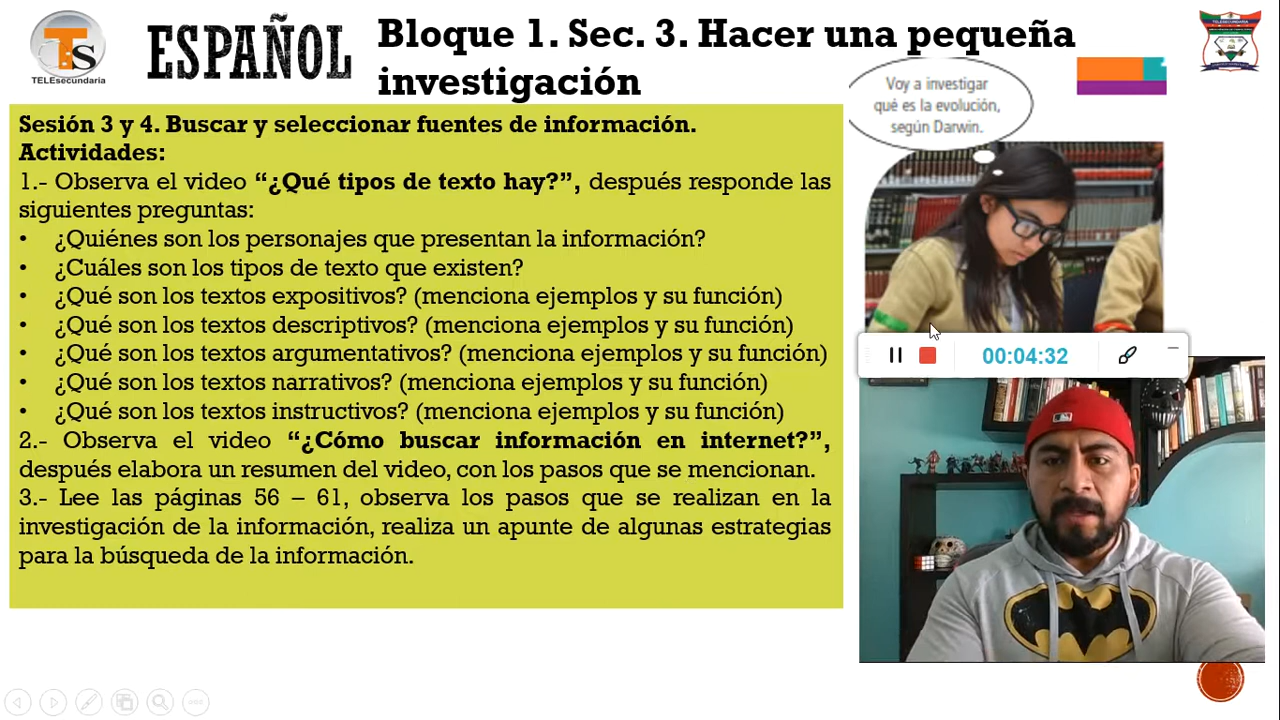 TS
TELEsecundaria
ESPAÑOL
Bloque 1. Sec. 3. Hacer una pequeña
investigación
Voy a investigar
qué es la evolución,
según Darwin.
Sesión 3 y 4. Buscar y seleccionar fuentes de información.
Actividades:
1.- Observa el video “¿Qué tipos de texto hay?”, después responde las
siguientes preguntas:
• ¿Quiénes son los personajes que presentan la información?
• ¿Cuáles son los tipos de texto que existen?
• ¿Qué son los textos expositivos? (menciona ejemplos y su función)
• ¿Qué son los textos descriptivos? (menciona ejemplos y su función)
• ¿Qué son los textos argumentativos? (menciona ejemplos y su función)
• ¿Qué son los textos narrativos? (menciona ejemplos y su función)
• ¿Qué son los textos instructivos? (menciona ejemplos y su función)
2.- Observa el video “¿Cómo buscar información en internet?”,
después elabora un resumen del video, con los pasos que se mencionan.
3.- Lee las páginas 56 – 61, observa los pasos que se realizan en la
investigación de la información, realiza un apunte de algunas estrategias
para la búsqueda de la información.
00:04:32